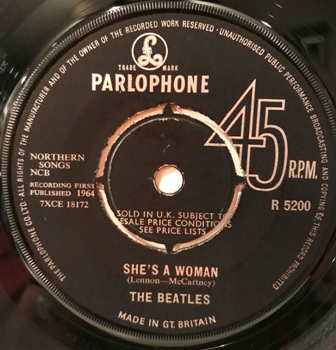 ALL RIGHTS OF THE MANUFACTURER AND OF THE OWNER OF THE RECORDED WORK RESERVED · UNAUTHORISED PUBLIC PERFORMANCE BROADCASTING AND COPYING OF THIS RECORD PROHIBITED
THE PARLOPHONE CO. LTD.
£
TRADE MARK
PARLOPHONE
45
R.P.M.
NORTHERN
SONGS
NCB
RECORDING FIRST
PUBLISHED 1964
7XCE 18172
R 5200
SOLD IN U.K. SUBJECT TO
RESALE PRICE CONDITIONS
SEE PRICE LISTS
SHE'S A WOMAN
(Lennon—McCartney)
THE BEATLES
MADE IN GT. BRITAIN